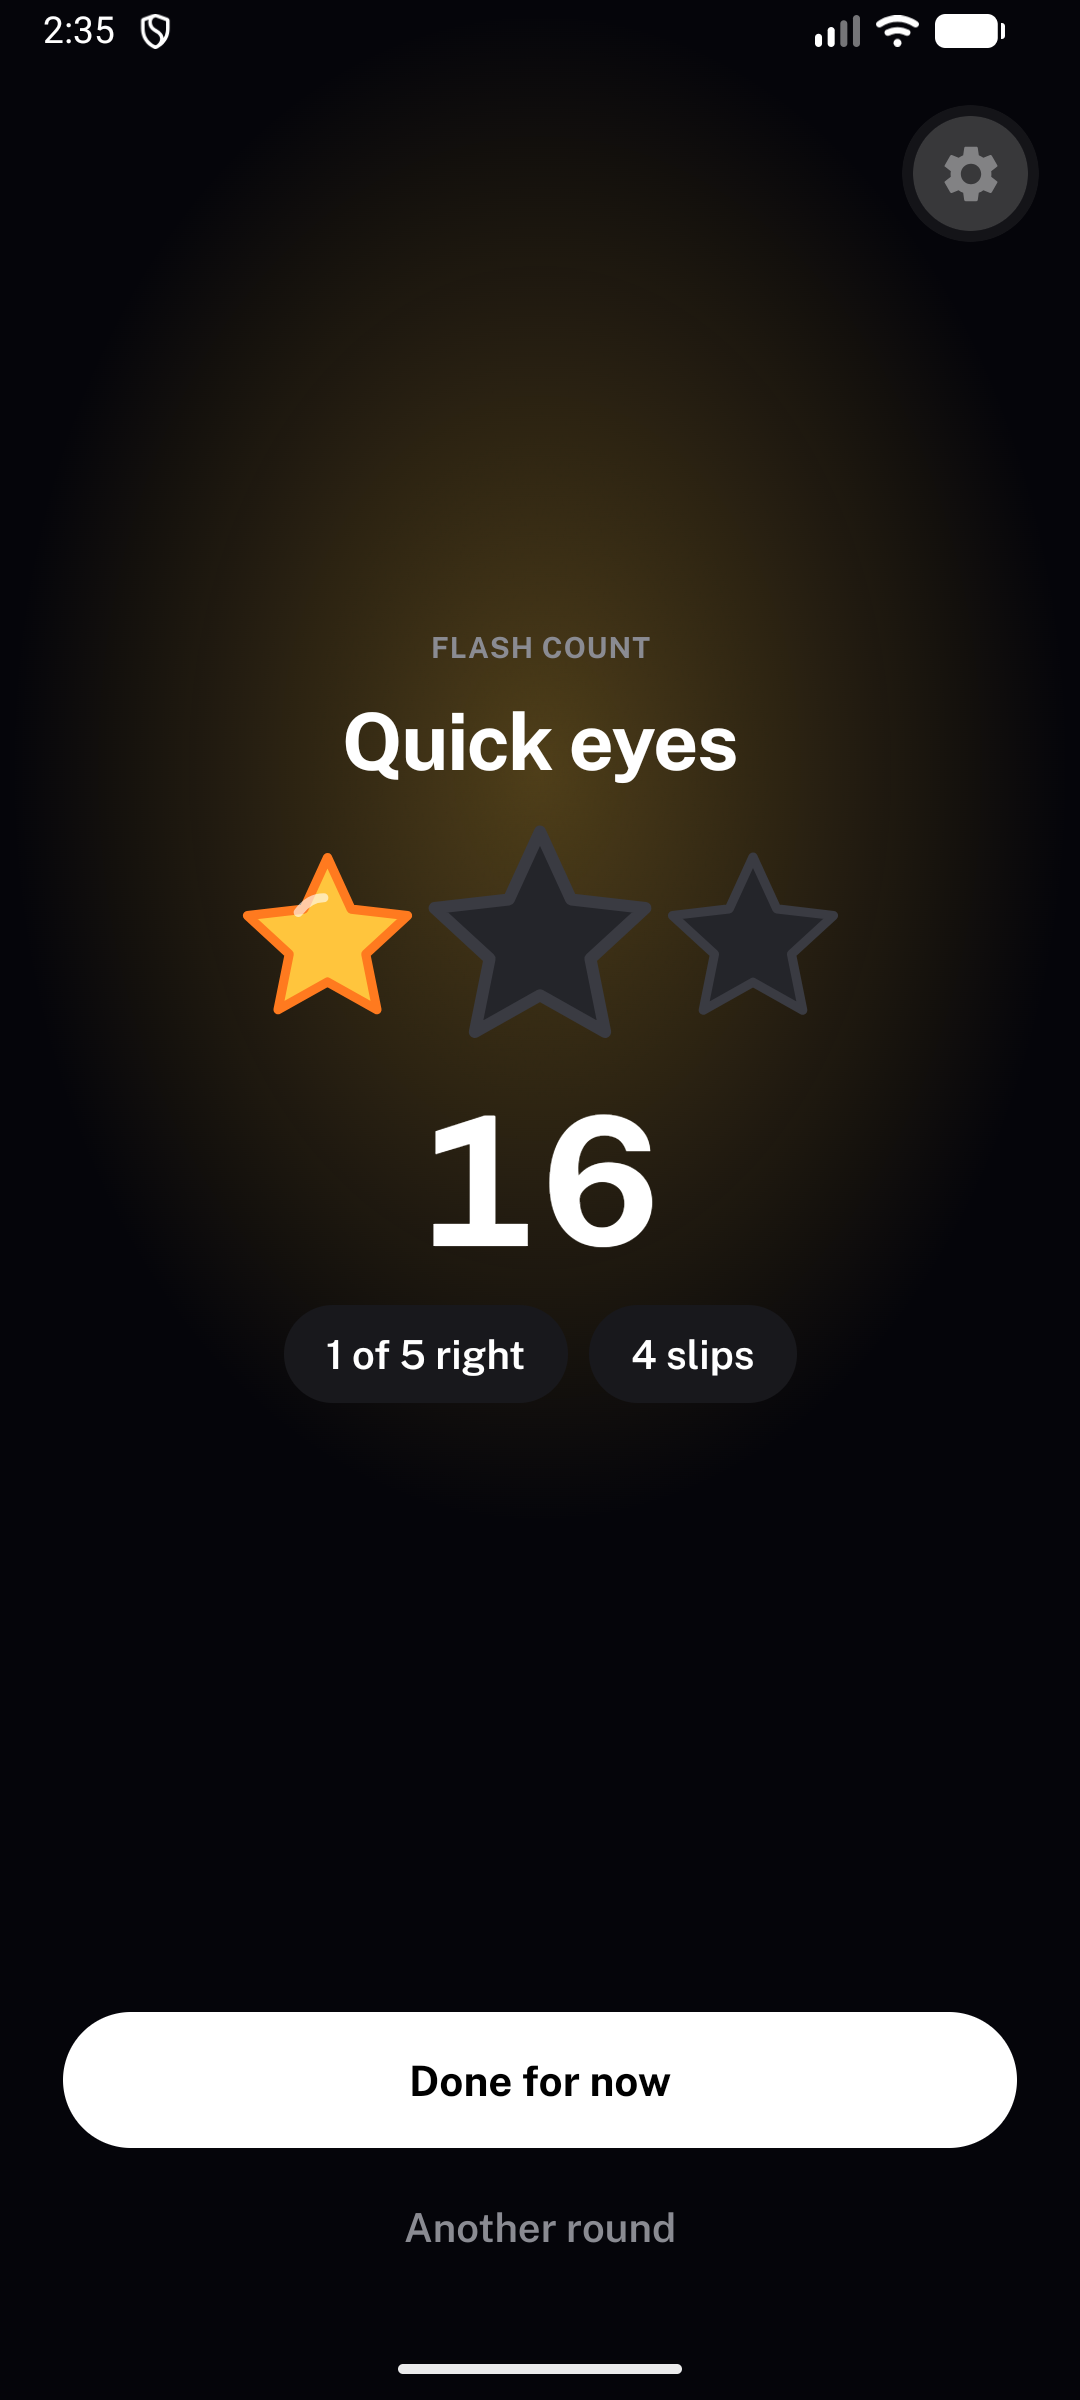 2:35
FLASH COUNT
Quick eyes
16
1 of 5 right
4 slips
Done for now
Another round